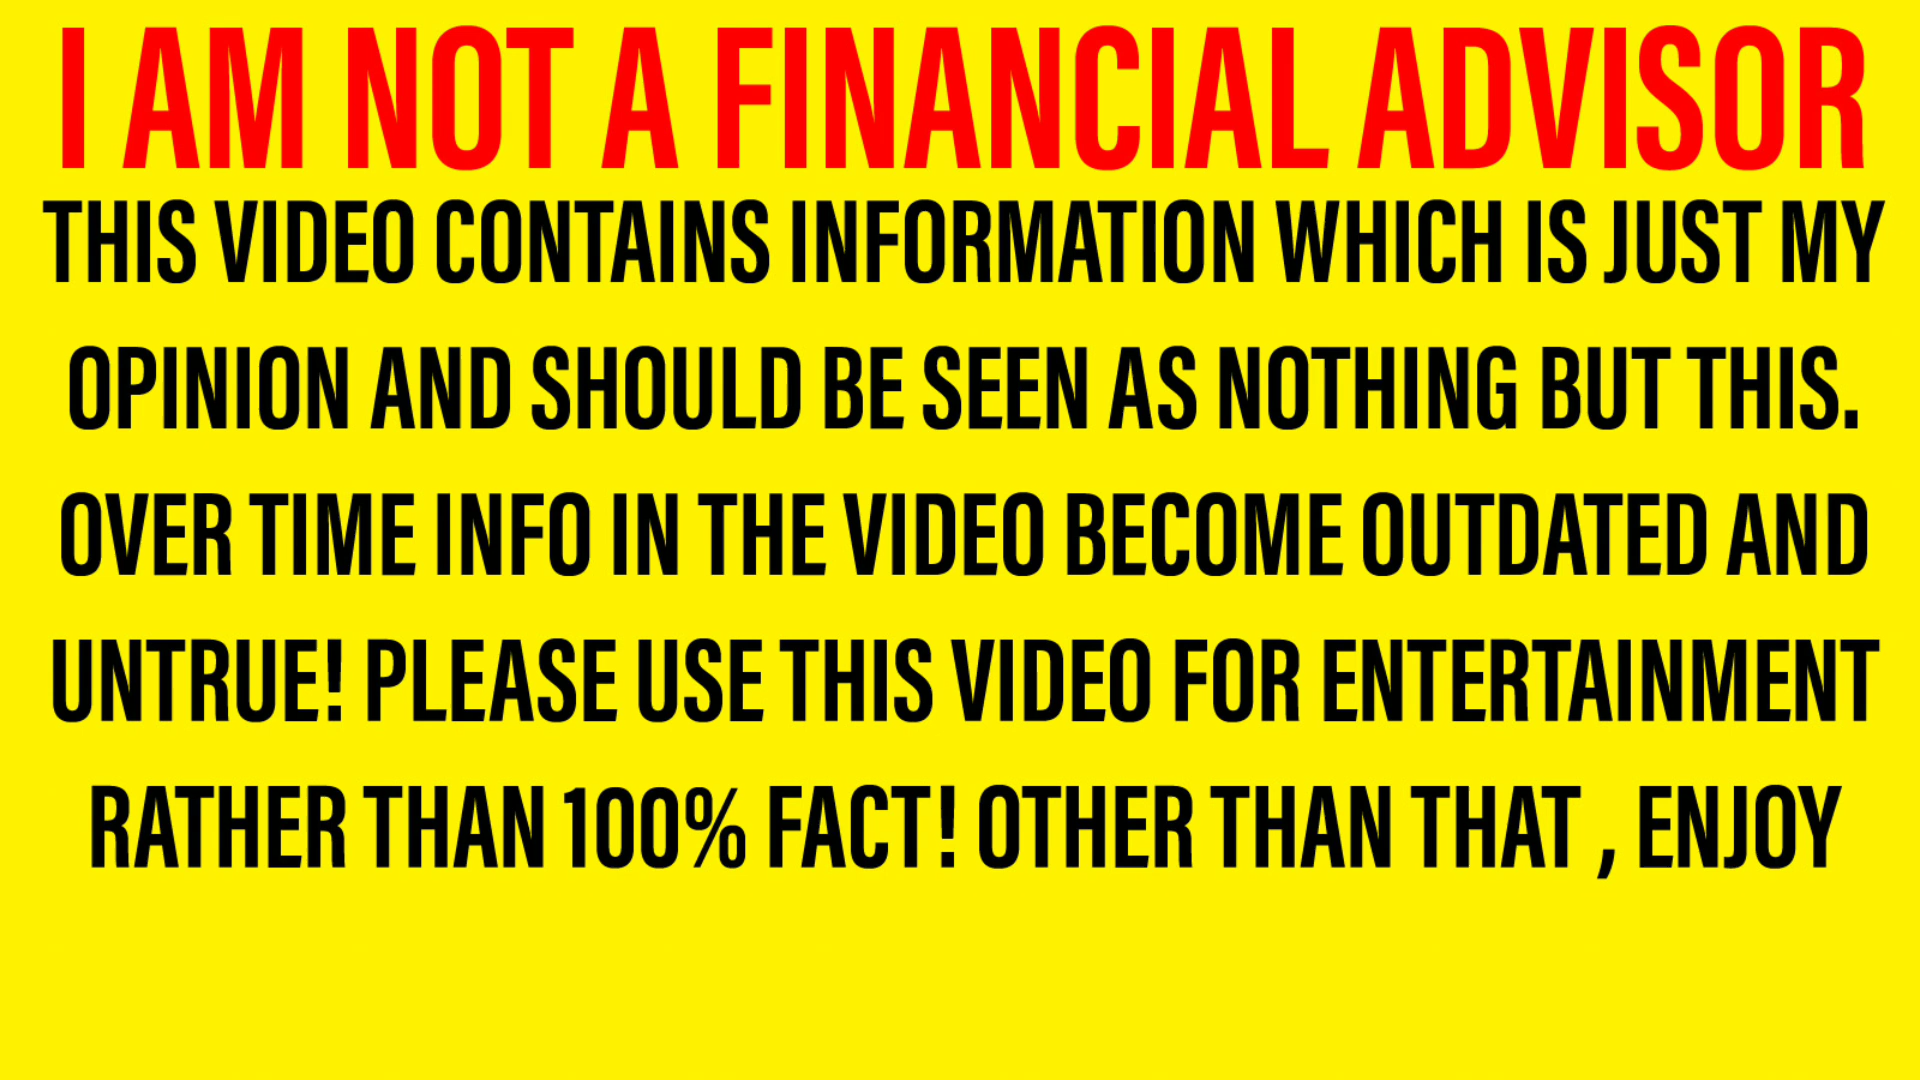 I AM NOT A FINANCIAL ADVISOR
THIS VIDEO CONTAINS INFORMATION WHICH IS JUST MY
OPINION AND SHOULD BE SEEN AS NOTHING BUT THIS.
OVER TIME INFO IN THE VIDEO BECOME OUTDATED AND
UNTRUE! PLEASE USE THIS VIDEO FOR ENTERTAINMENT
RATHER THAN 100% FACT! OTHER THAN THAT , ENJOY